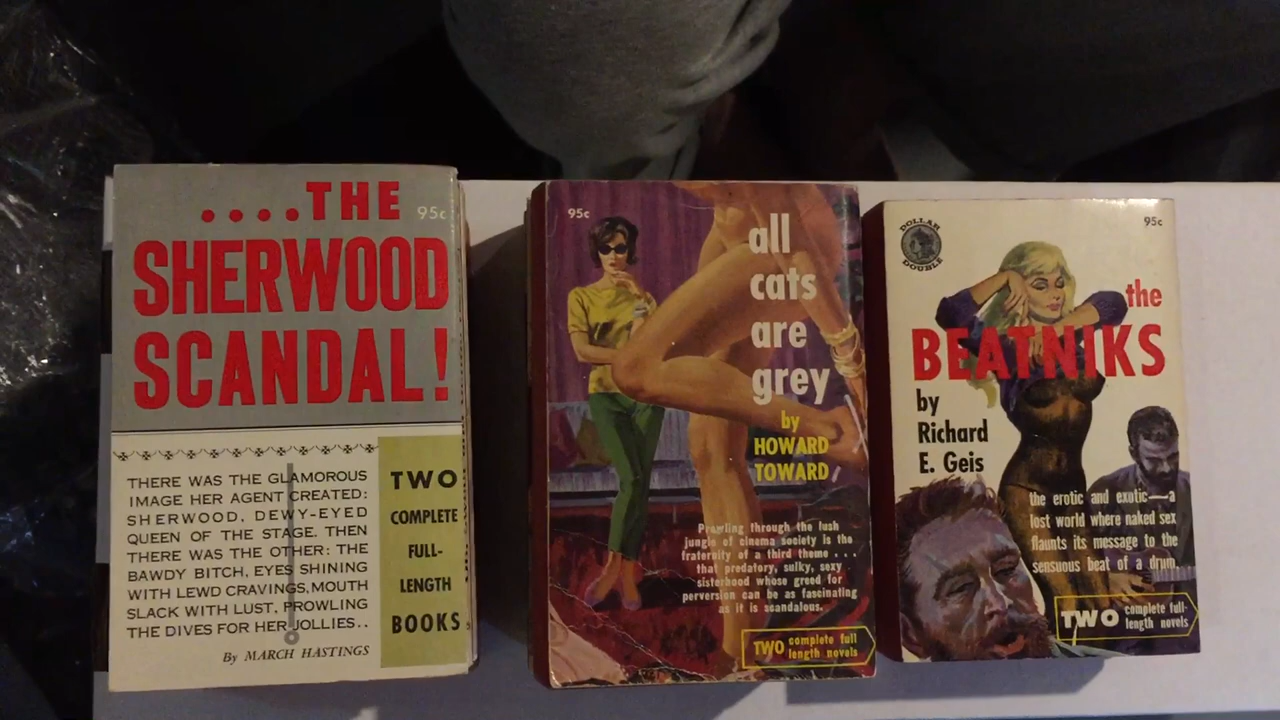 ....THE
95c
SHERWOOD
SCANDAL!
THERE WAS THE GLAMOROUS
IMAGE HER AGENT CREATED:
SHERWOOD, DEWY-EYED
QUEEN OF THE STAGE. THEN
THERE WAS THE OTHER: THE
BAWDY BITCH, EYES SHINING
WITH LEWD CRAVINGS, MOUTH
SLACK WITH LUST, PROWLING
THE DIVES FOR HER JOLLIES..
By MARCH HASTINGS
TWO
COMPLETE
FULL-
LENGTH
BOOKS
95c
all
cats
are
grey
by
HOWARD
TOWARD
Prowling through the lush
jungle of cinema society is the
fraternity of a third theme . . .
that predatory, sulky, sexy
sisterhood whose greed for
perversion can be as fascinating
as it is scandalous.
TWO complete full
length novels
DOLLAR
DOUBLE
95c
the
BEATNIKS
by
Richard
E. Geis
the erotic and exotic—a
lost world where naked sex
flaunts its message to the
sensuous beat of a drum.
TWO complete full-
length novels